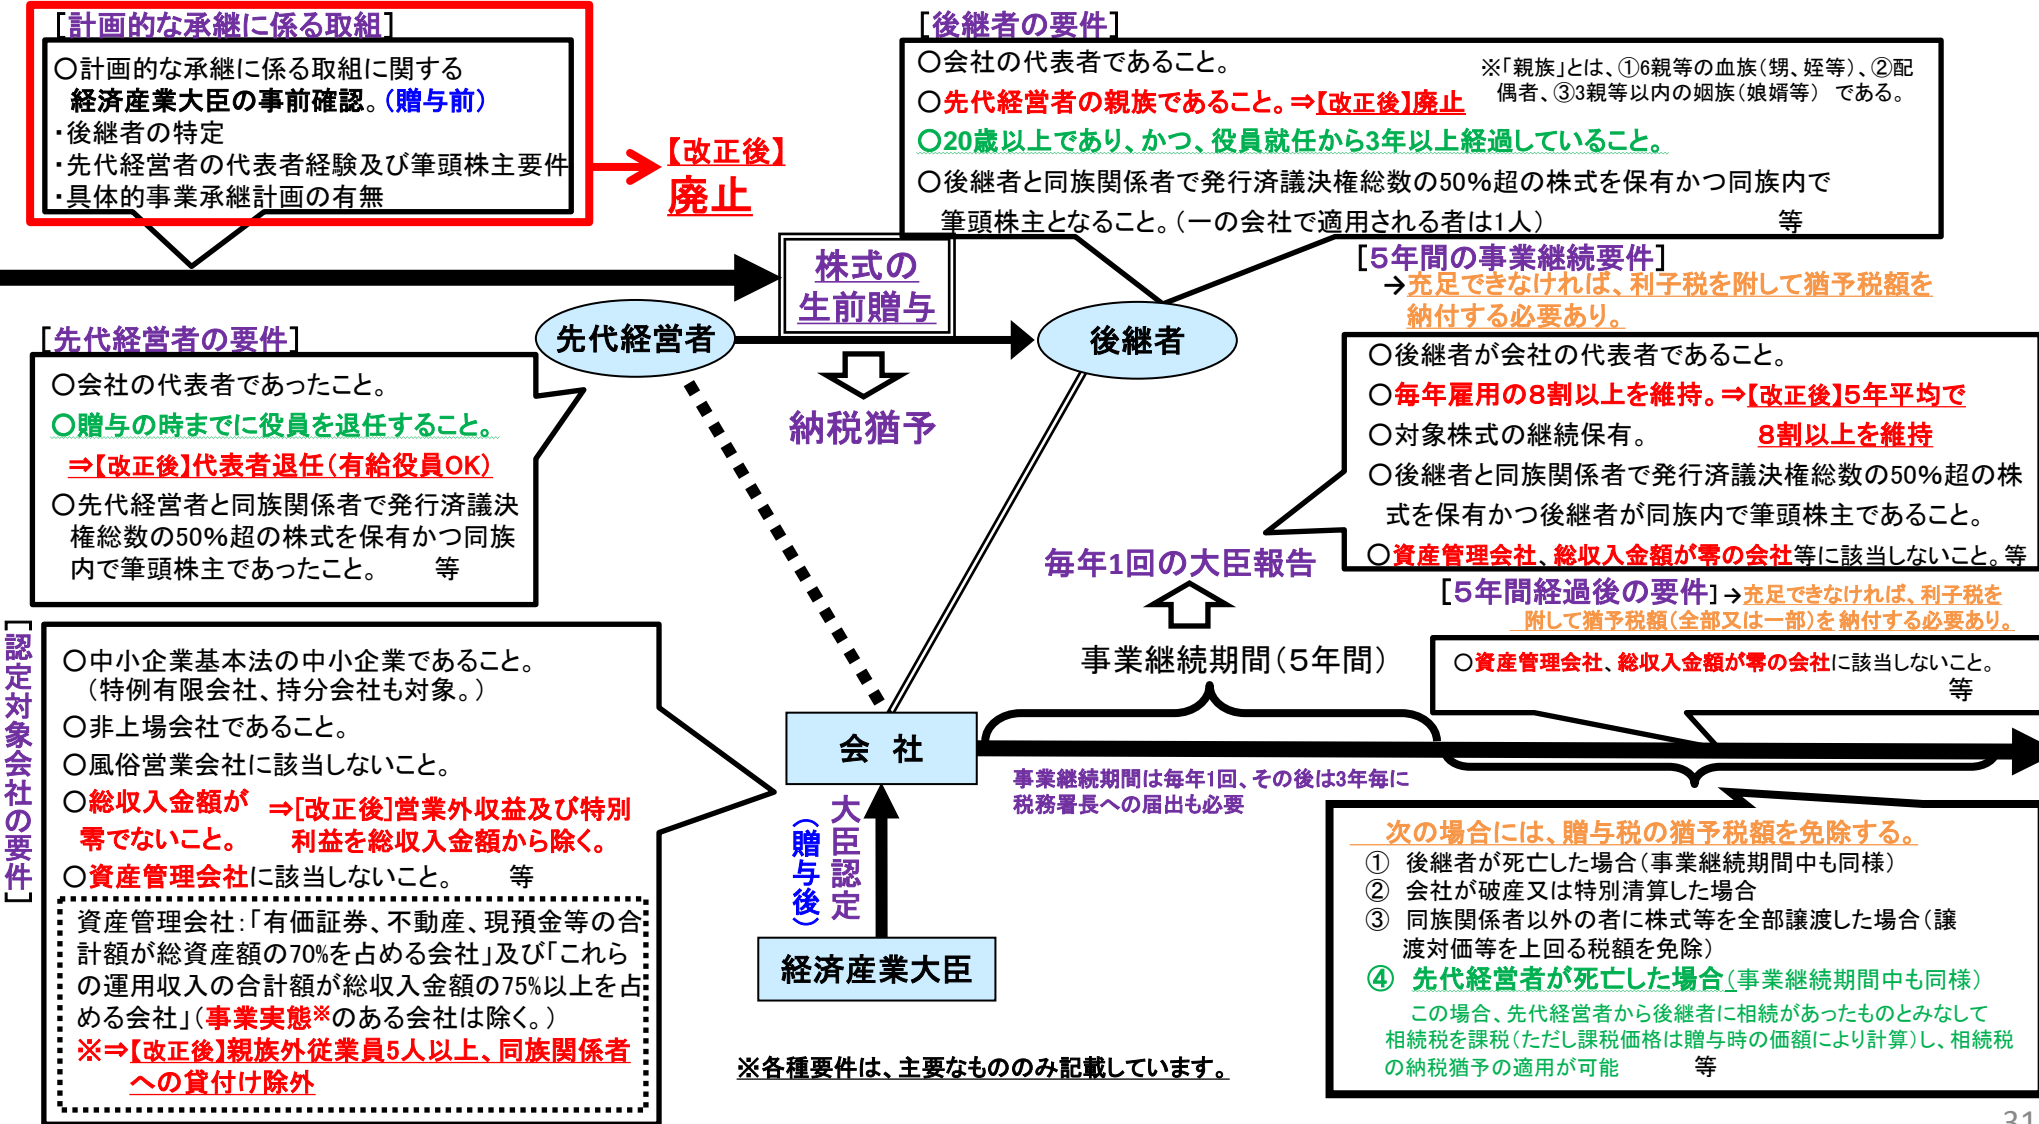 [計画的な承継に係る取組]
○計画的な承継に係る取組に関する
経済産業大臣の事前確認。(贈与前)
・後継者の特定
・先代経営者の代表者経験及び筆頭株主要件
・具体的事業承継計画の有無
【改正後】
廃止
[後継者の要件]
○会社の代表者であること。
※「親族」とは、①6親等の血族(甥、姪等)、②配
偶者、③3親等以内の姻族(娘婿等) である。
○先代経営者の親族であること。⇒【改正後】廃止
○20歳以上であり、かつ、役員就任から3年以上経過していること。
○後継者と同族関係者で発行済議決権総数の50%超の株式を保有かつ同族内で
筆頭株主となること。(一の会社で適用される者は1人) 等
株式の
生前贈与
先代経営者
後継者
納税猶予
[先代経営者の要件]
○会社の代表者であったこと。
○贈与の時までに役員を退任すること。
⇒【改正後】代表者退任(有給役員OK)
○先代経営者と同族関係者で発行済議決
権総数の50%超の株式を保有かつ同族
内で筆頭株主であったこと。 等
[5年間の事業継続要件]
→充足できなければ、利子税を附して猶予税額を
納付する必要あり。
○後継者が会社の代表者であること。
○毎年雇用の8割以上を維持。⇒【改正後】5年平均で
○対象株式の継続保有。 8割以上を維持
○後継者と同族関係者で発行済議決権総数の50%超の株
式を保有かつ後継者が同族内で筆頭株主であること。
○資産管理会社、総収入金額が零の会社等に該当しないこと。等
毎年1回の大臣報告
事業継続期間(5年間)
[5年間経過後の要件]→充足できなければ、利子税を
附して猶予税額(全部又は一部)を納付する必要あり。
○資産管理会社、総収入金額が零の会社に該当しないこと。
等
[認定対象会社の要件]
○中小企業基本法の中小企業であること。
(特例有限会社、持分会社も対象。)
○非上場会社であること。
○風俗営業会社に該当しないこと。
○総収入金額が ⇒[改正後]営業外収益及び特別
零でないこと。 利益を総収入金額から除く。
○資産管理会社に該当しないこと。 等
資産管理会社:「有価証券、不動産、現預金等の合
計額が総資産額の70%を占める会社」及び「これら
の運用収入の合計額が総収入金額の75%以上を占
める会社」(事業実態※のある会社は除く。)
※⇒【改正後】親族外従業員5人以上、同族関係者
への貸付け除外
会 社
事業継続期間は毎年1回、その後は3年毎に
税務署長への届出も必要
大臣認定
(贈与後)
経済産業大臣
次の場合には、贈与税の猶予税額を免除する。
① 後継者が死亡した場合(事業継続期間中も同様)
② 会社が破産又は特別清算した場合
③ 同族関係者以外の者に株式等を全部譲渡した場合(譲
渡対価等を上回る税額を免除)
④ 先代経営者が死亡した場合(事業継続期間中も同様)
この場合、先代経営者から後継者に相続があったものとみなして
相続税を課税(ただし課税価格は贈与時の価額により計算)し、相続税
の納税猶予の適用が可能 等
※各種要件は、主要なもののみ記載しています。
31